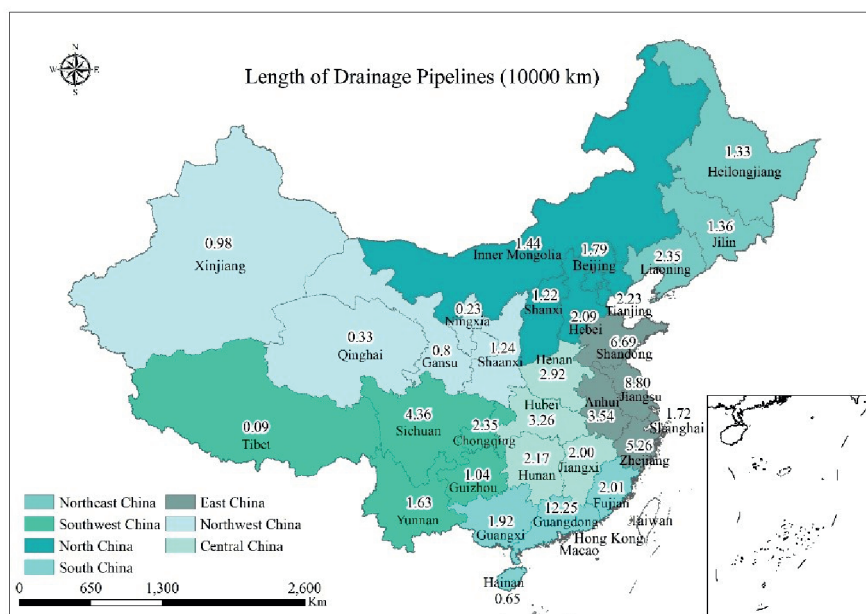 N
W E
S
Length of Drainage Pipelines (10000 km)
1.33
Heilongjiang
1.36
Jilin
2.35
Liaoning
0.98
Xinjiang
1.44
Inner Mongolia
1.79
Beijing
2.23
Tianjing
0.23
Ningxia
1.22
Shanxi
2.09
Hebei
0.33
Qinghai
0.8
Gansu
1.24
Shaanxi
6.69
Shandong
Henan
2.92
8.80
Jiangsu
Anhui
3.54
1.72
Shanghai
Hubei
3.26
0.09
Tibet
4.36
Sichuan
2.35
Chongqing
5.26
Zhejiang
2.17
Hunan
2.00
Jiangxi
1.04
Guizhou
2.01
Fujian
1.63
Yunnan
1.92
Guangxi
12.25
Guangdong
Taiwan
Hong Kong
Macao
Hainan
0.65
Northeast China
East China
Southwest China
Northwest China
North China
Central China
South China
0 650 1,300 2,600
Km